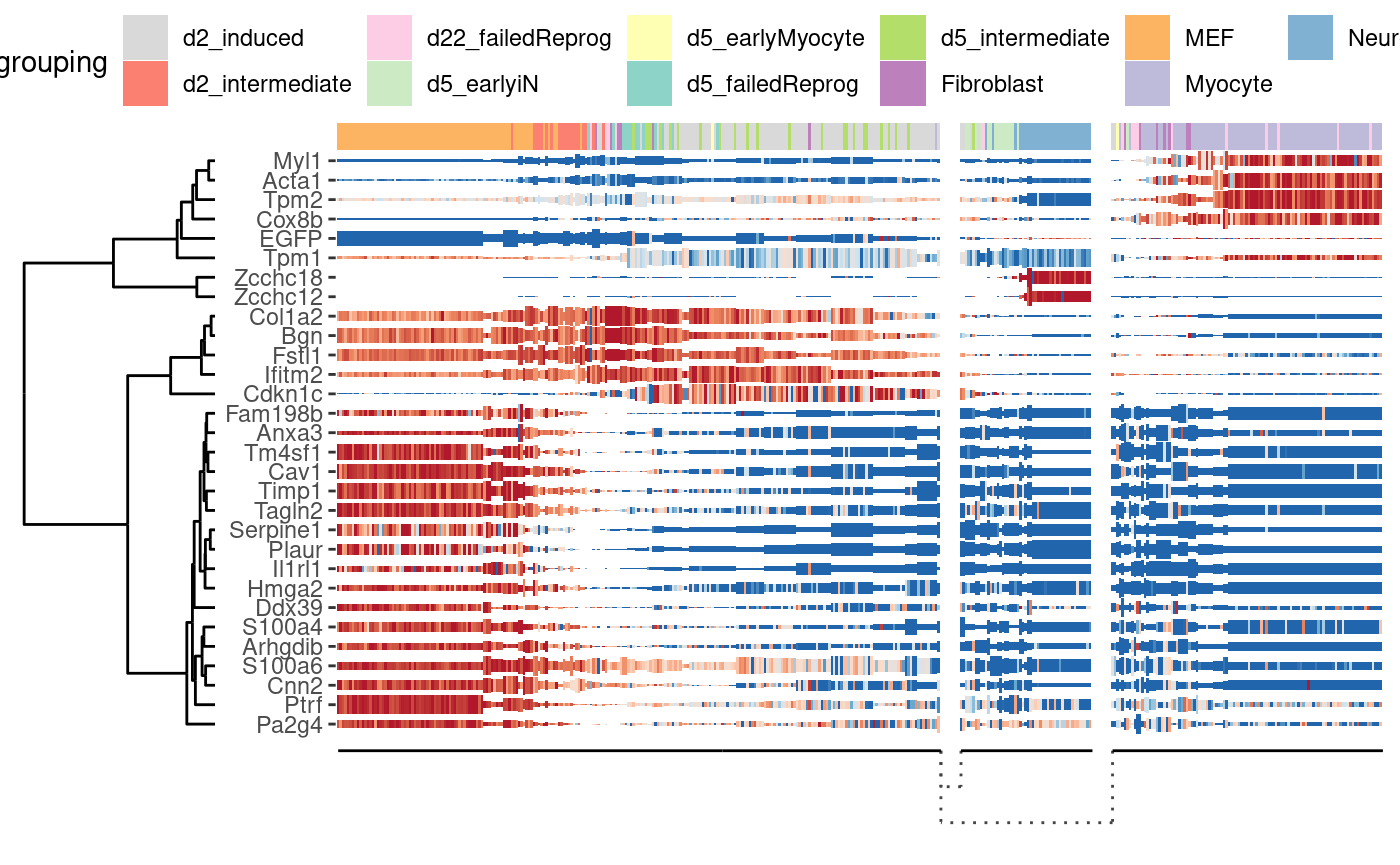 grouping
d2_induced d22_failedReprog d5_earlyMyocyte d5_intermediate MEF Neur
d2_intermediate d5_earlyiN d5_failedReprog Fibroblast Myocyte
Myl1
Acta1
Tpm2
Cox8b
EGFP
Tpm1
Zcchc18
Zcchc12
Col1a2
Bgn
Fstl1
Ifitm2
Cdkn1c
Fam198b
Anxa3
Tm4sf1
Cav1
Timp1
Tagln2
Serpine1
Plaur
Il1rl1
Hmga2
Ddx39
S100a4
Arhgdib
S100a6
Cnn2
Ptrf
Pa2g4